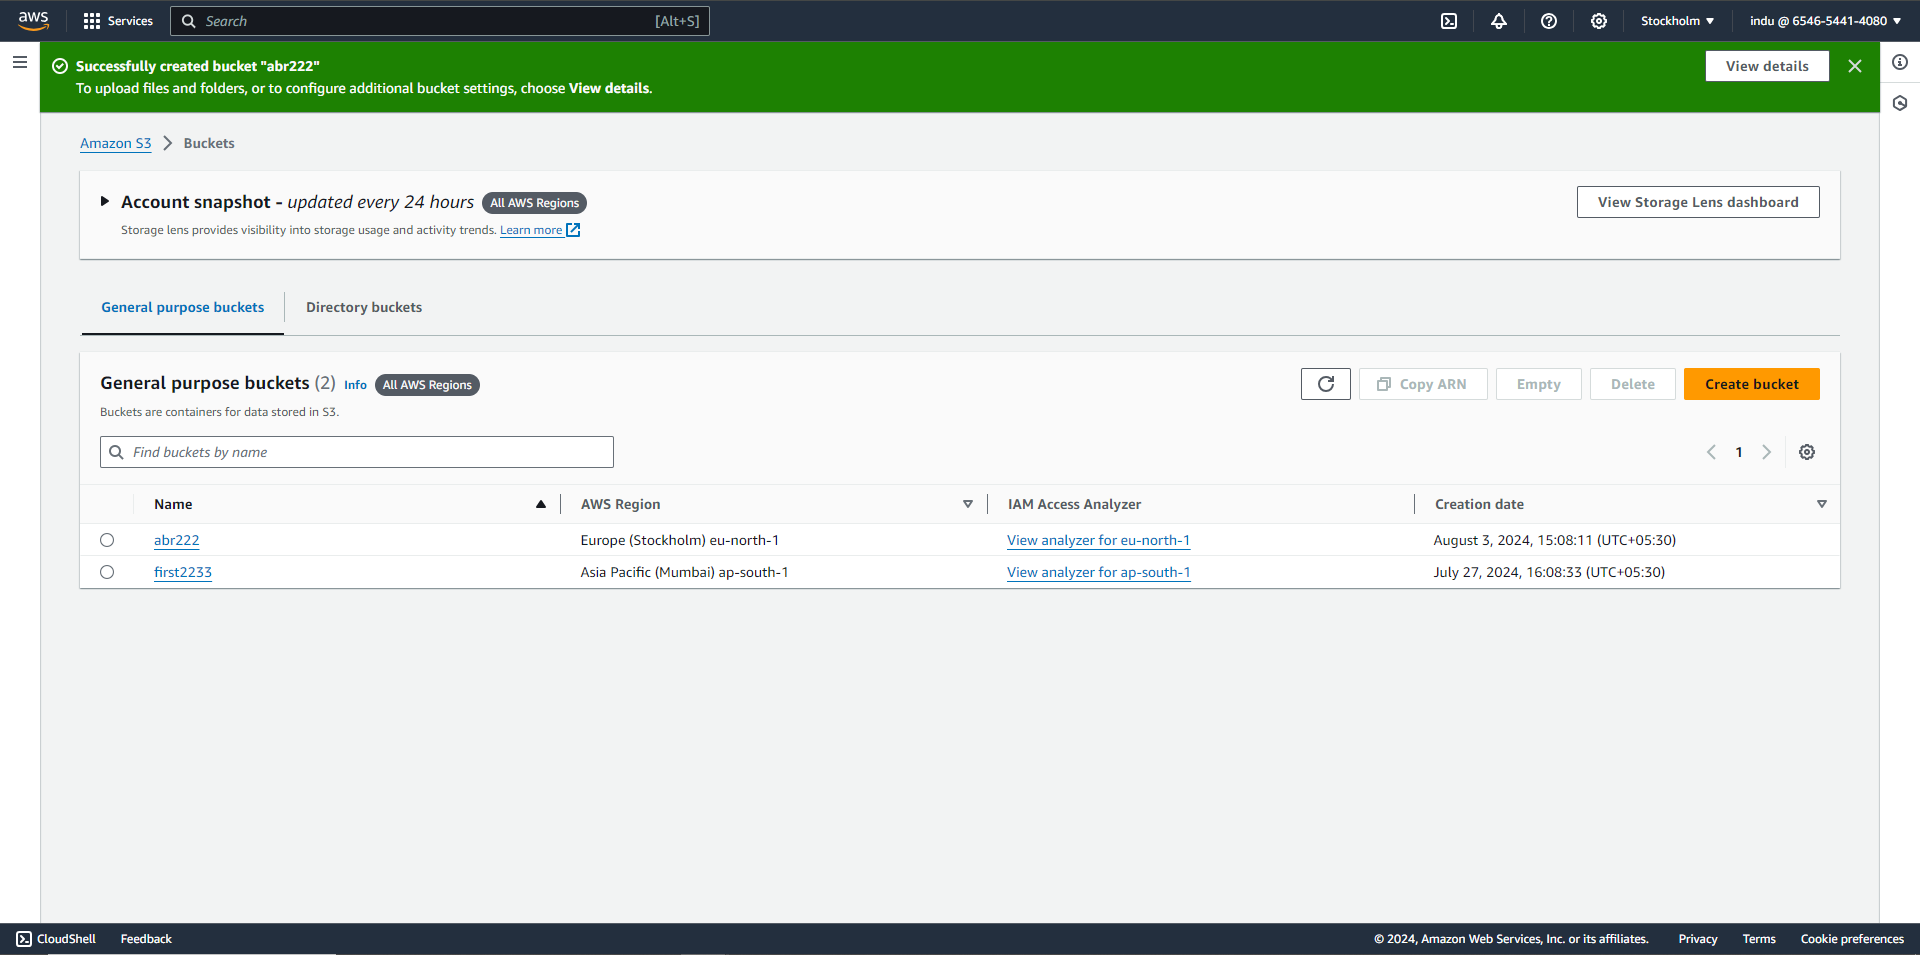 aws
Services
Search [Alt+S]
Stockholm
indu @ 6546-5441-4080
Successfully created bucket "abr222"
To upload files and folders, or to configure additional bucket settings, choose View details.
View details
Amazon S3 Buckets
Account snapshot - updated every 24 hours All AWS Regions
Storage lens provides visibility into storage usage and activity trends. Learn more
View Storage Lens dashboard
General purpose buckets
Directory buckets
General purpose buckets (2) Info All AWS Regions
Buckets are containers for data stored in S3.
Copy ARN
Empty
Delete
Create bucket
Find buckets by name
1
Name AWS Region IAM Access Analyzer Creation date
abr222 Europe (Stockholm) eu-north-1 View analyzer for eu-north-1 August 3, 2024, 15:08:11 (UTC+05:30)
first2233 Asia Pacific (Mumbai) ap-south-1 View analyzer for ap-south-1 July 27, 2024, 16:08:33 (UTC+05:30)
CloudShell Feedback © 2024, Amazon Web Services, Inc. or its affiliates. Privacy Terms Cookie preferences